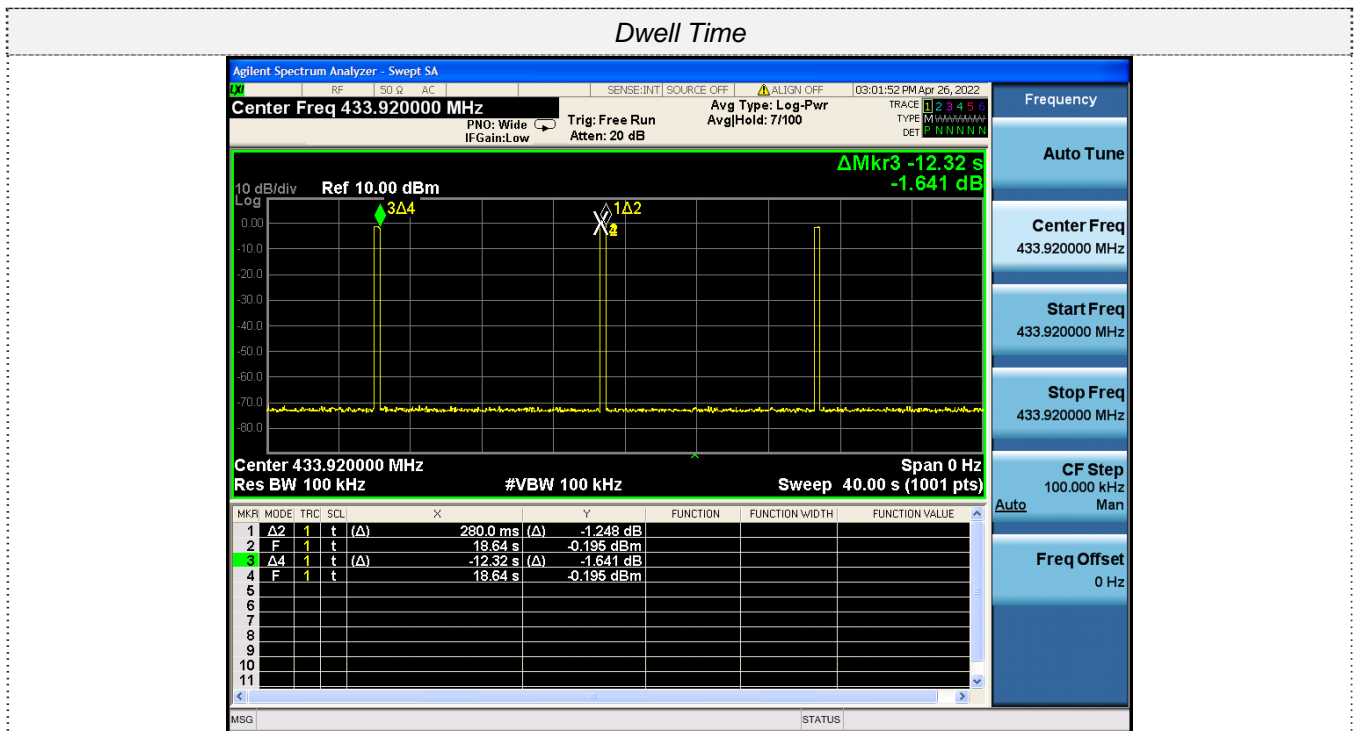 Dwell Time
Agilent Spectrum Analyzer - Swept SA
LXI RF 50 Ω AC SENSE:INT SOURCE OFF ALIGN OFF 03:01:52 PM Apr 26, 2022
Center Freq 433.920000 MHz
PNO: Wide
IFGain:Low
Trig: Free Run
Atten: 20 dB
Avg Type: Log-Pwr
Avg|Hold: 7/100
TRACE 1 2 3 4 5 6
TYPE M
DET P N N N N N
ΔMkr3 -12.32 s
-1.641 dB
10 dB/div Ref 10.00 dBm
Log
3Δ4
1Δ2
2
0.00
-10.0
-20.0
-30.0
-40.0
-50.0
-60.0
-70.0
-80.0
Center 433.920000 MHz Span 0 Hz
Res BW 100 kHz #VBW 100 kHz Sweep 40.00 s (1001 pts)
MKR MODE TRC SCL X Y FUNCTION FUNCTION WIDTH FUNCTION VALUE
1 Δ2 1 t (Δ) 280.0 ms (Δ) -1.248 dB
2 F 1 t 18.64 s -0.195 dBm
3 Δ4 1 t (Δ) -12.32 s (Δ) -1.641 dB
4 F 1 t 18.64 s -0.195 dBm
5
6
7
8
9
10
11
MSG STATUS
Frequency
Auto Tune
Center Freq
433.920000 MHz
Start Freq
433.920000 MHz
Stop Freq
433.920000 MHz
CF Step
100.000 kHz
Auto Man
Freq Offset
0 Hz